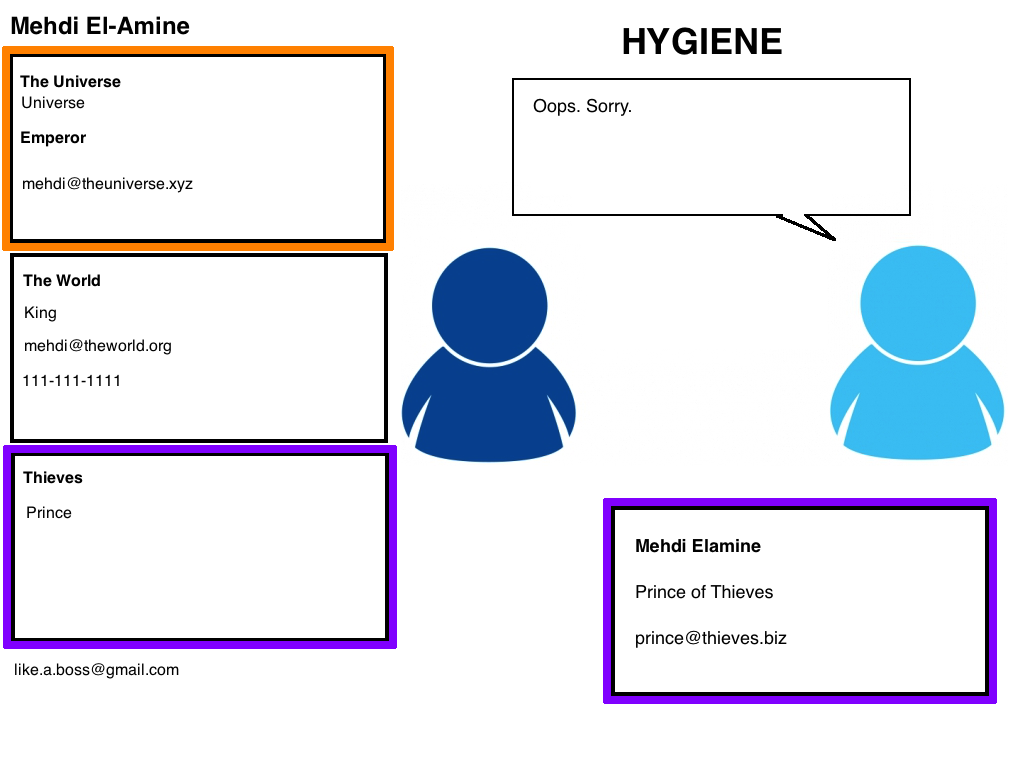 Mehdi El-Amine
The Universe
Universe
Emperor
mehdi@theuniverse.xyz
The World
King
mehdi@theworld.org
111-111-1111
Thieves
Prince
like.a.boss@gmail.com
HYGIENE
Oops. Sorry.
Mehdi Elamine
Prince of Thieves
prince@thieves.biz